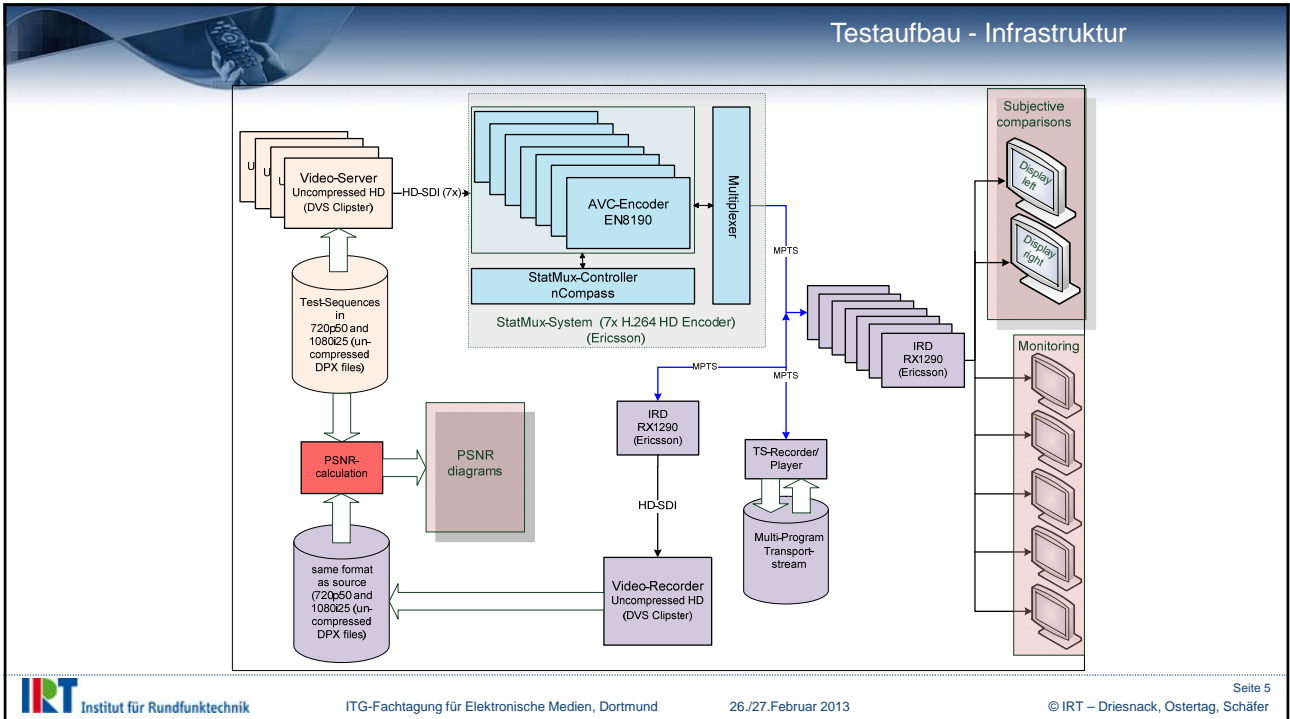 Testaufbau - Infrastruktur
U
U
U
Video-Server
Uncompressed HD
(DVS Clipster)
HD-SDI (7x)
AVC-Encoder
EN8190
StatMux-Controller
nCompass
StatMux-System (7x H.264 HD Encoder)
(Ericsson)
Multiplexer
MPTS
Subjective
comparisons
Display
left
Display
right
Test-Sequences
in
720p50 and
1080i25 (un-
compressed
DPX files)
IRD
RX1290
(Ericsson)
Monitoring
MPTS
MPTS
IRD
RX1290
(Ericsson)
TS-Recorder/
Player
PSNR-
calculation
PSNR
diagrams
HD-SDI
Multi-Program
Transport-
stream
same format
as source
(720p50 and
1080i25 (un-
compressed
DPX files)
Video-Recorder
Uncompressed HD
(DVS Clipster)
Seite 5
IRT Institut für Rundfunktechnik
ITG-Fachtagung für Elektronische Medien, Dortmund
26./27.Februar 2013
© IRT – Driesnack, Ostertag, Schäfer